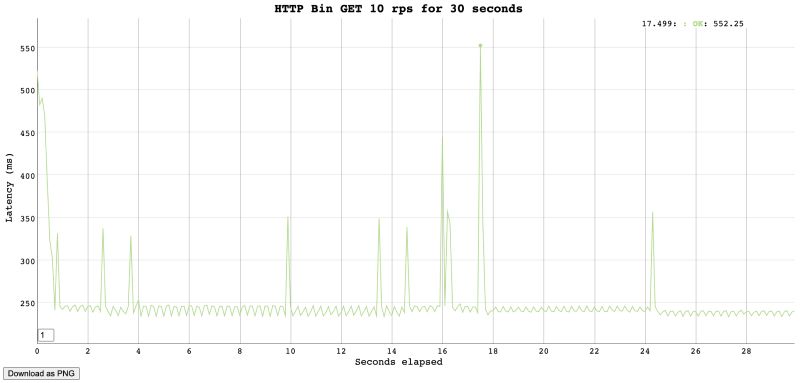 HTTP Bin GET 10 rps for 30 seconds
17.499: : OK: 552.25
550
500
450
400
350
300
250
Latency (ms)
1
0 2 4 6 8 10 12 14 16 18 20 22 24 26 28
Seconds elapsed
Download as PNG